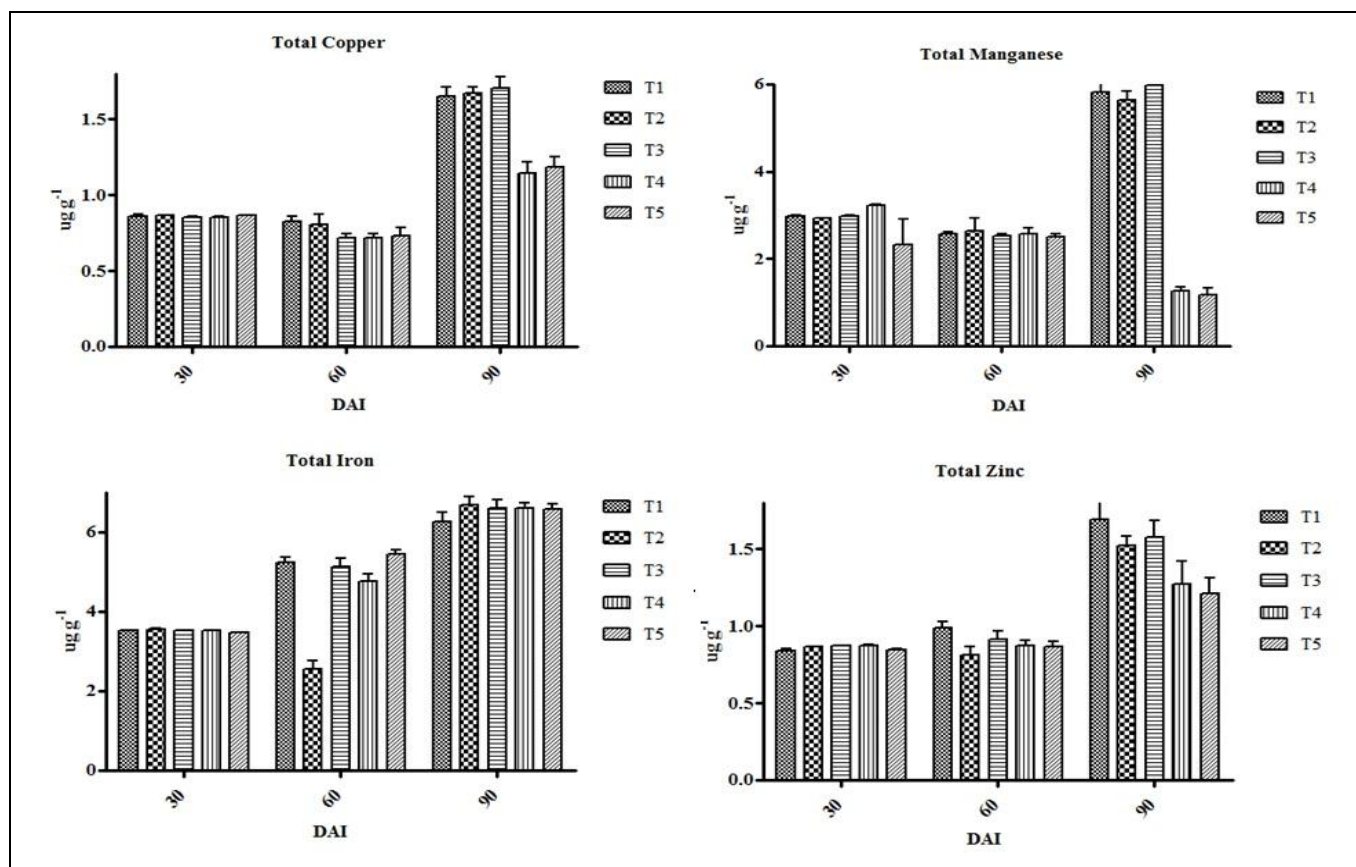 Total Copper
1.5
1.0
0.5
0.0
ug g-1
30
60
90
DAI
T1
T2
T3
T4
T5
Total Manganese
6
4
2
0
ug g-1
30
60
90
DAI
T1
T2
T3
T4
T5
Total Iron
6
4
2
0
ug g-1
30
60
90
DAI
T1
T2
T3
T4
T5
Total Zinc
1.5
1.0
0.5
0.0
ug g-1
30
60
90
DAI
T1
T2
T3
T4
T5